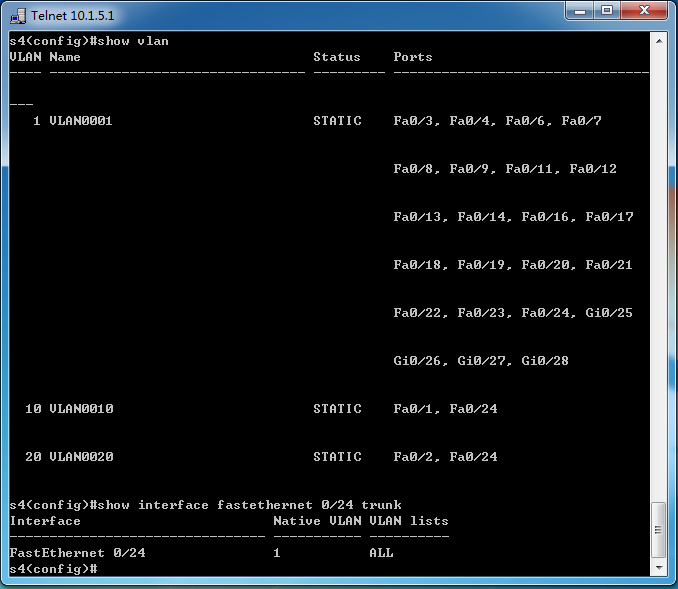 Telnet 10.1.5.1
s4(config)#show vlan
VLAN Name                             Status    Ports
---- -------------------------------- --------- --------------------------------
___
   1 VLAN0001                         STATIC    Fa0/3, Fa0/4, Fa0/6, Fa0/7
                                                Fa0/8, Fa0/9, Fa0/11, Fa0/12
                                                Fa0/13, Fa0/14, Fa0/16, Fa0/17
                                                Fa0/18, Fa0/19, Fa0/20, Fa0/21
                                                Fa0/22, Fa0/23, Fa0/24, Gi0/25
                                                Gi0/26, Gi0/27, Gi0/28
  10 VLAN0010                         STATIC    Fa0/1, Fa0/24
  20 VLAN0020                         STATIC    Fa0/2, Fa0/24
s4(config)#show interface fastethernet 0/24 trunk
Interface                        Native VLAN VLAN lists
-------------------------------- ----------- ----------
FastEthernet 0/24                1           ALL
s4(config)#